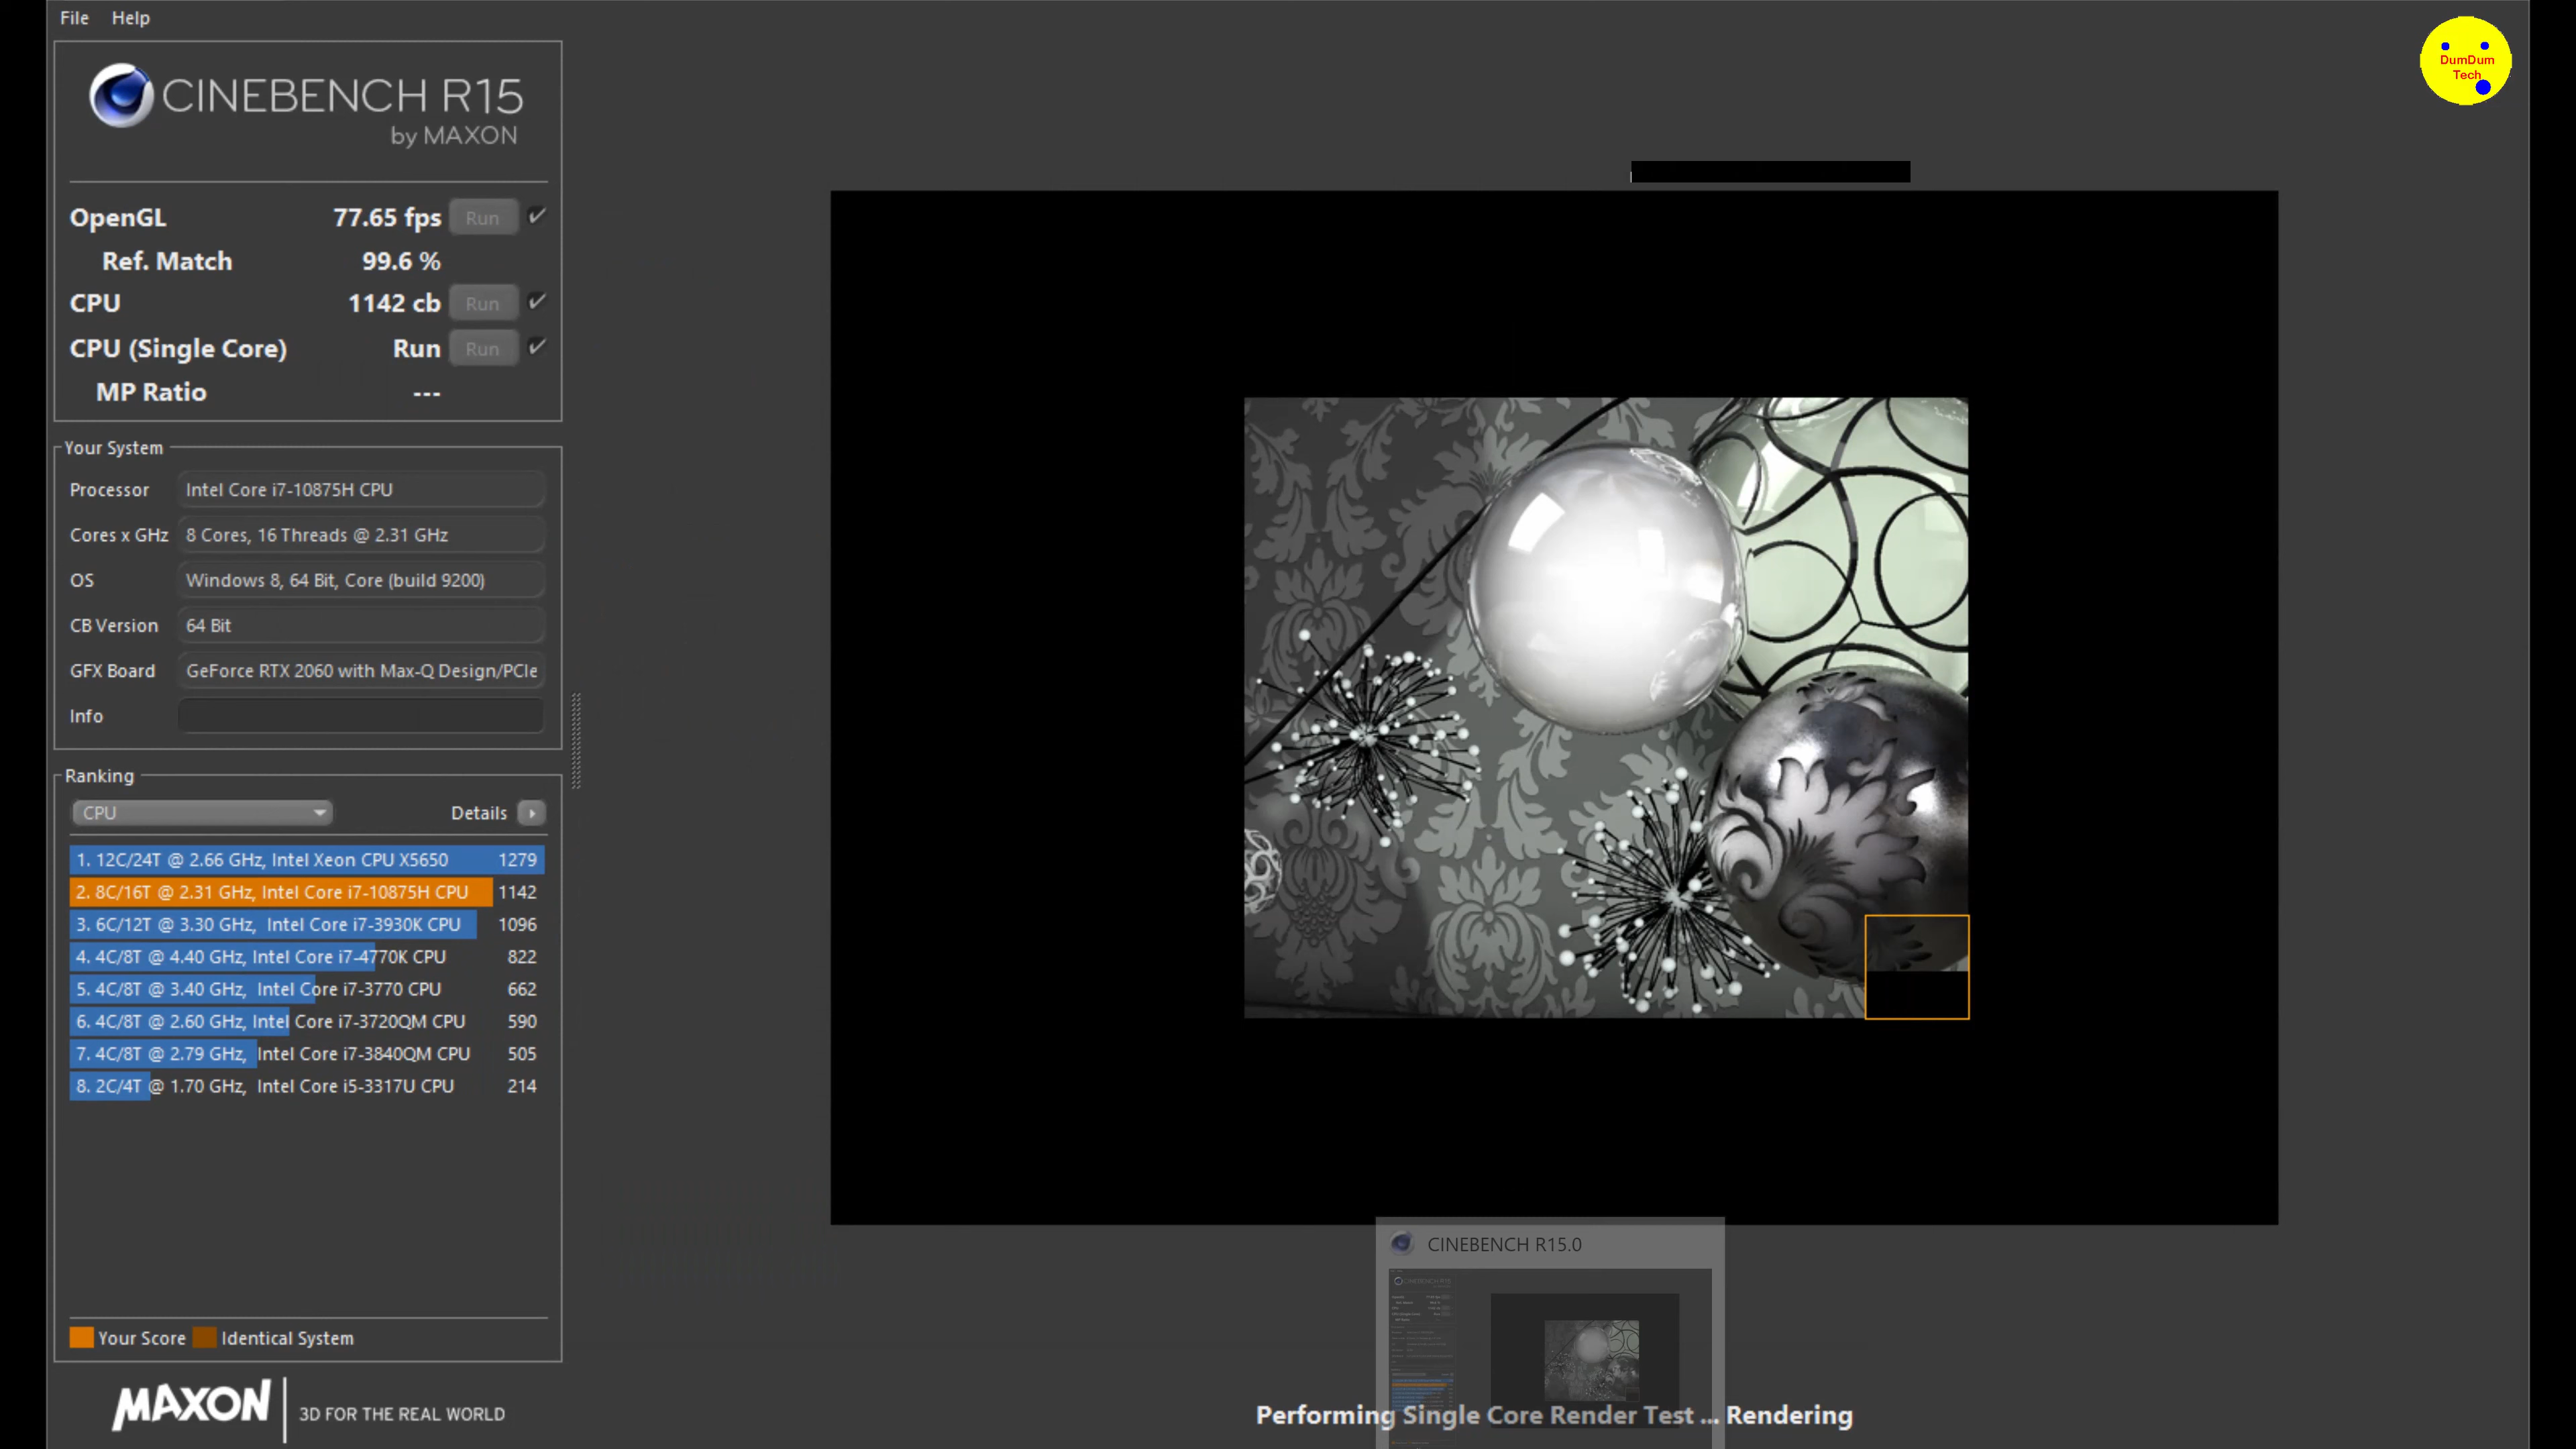 File Help
DumDum
Tech
CINEBENCH R15
by MAXON
OpenGL 77.65 fps Run
Ref. Match 99.6 %
CPU 1142 cb Run
CPU (Single Core) Run Run
MP Ratio ---
Your System
Processor Intel Core i7-10875H CPU
Cores x GHz 8 Cores, 16 Threads @ 2.31 GHz
OS Windows 8, 64 Bit, Core (build 9200)
CB Version 64 Bit
GFX Board GeForce RTX 2060 with Max-Q Design/PCIe
Info
Ranking
CPU Details
1. 12C/24T @ 2.66 GHz, Intel Xeon CPU X5650 1279
2. 8C/16T @ 2.31 GHz, Intel Core i7-10875H CPU 1142
3. 6C/12T @ 3.30 GHz, Intel Core i7-3930K CPU 1096
4. 4C/8T @ 4.40 GHz, Intel Core i7-4770K CPU 822
5. 4C/8T @ 3.40 GHz, Intel Core i7-3770 CPU 662
6. 4C/8T @ 2.60 GHz, Intel Core i7-3720QM CPU 590
7. 4C/8T @ 2.79 GHz, Intel Core i7-3840QM CPU 505
8. 2C/4T @ 1.70 GHz, Intel Core i5-3317U CPU 214
Your Score Identical System
MAXON 3D FOR THE REAL WORLD
CINEBENCH R15.0
Performing Single Core Render Test ... Rendering